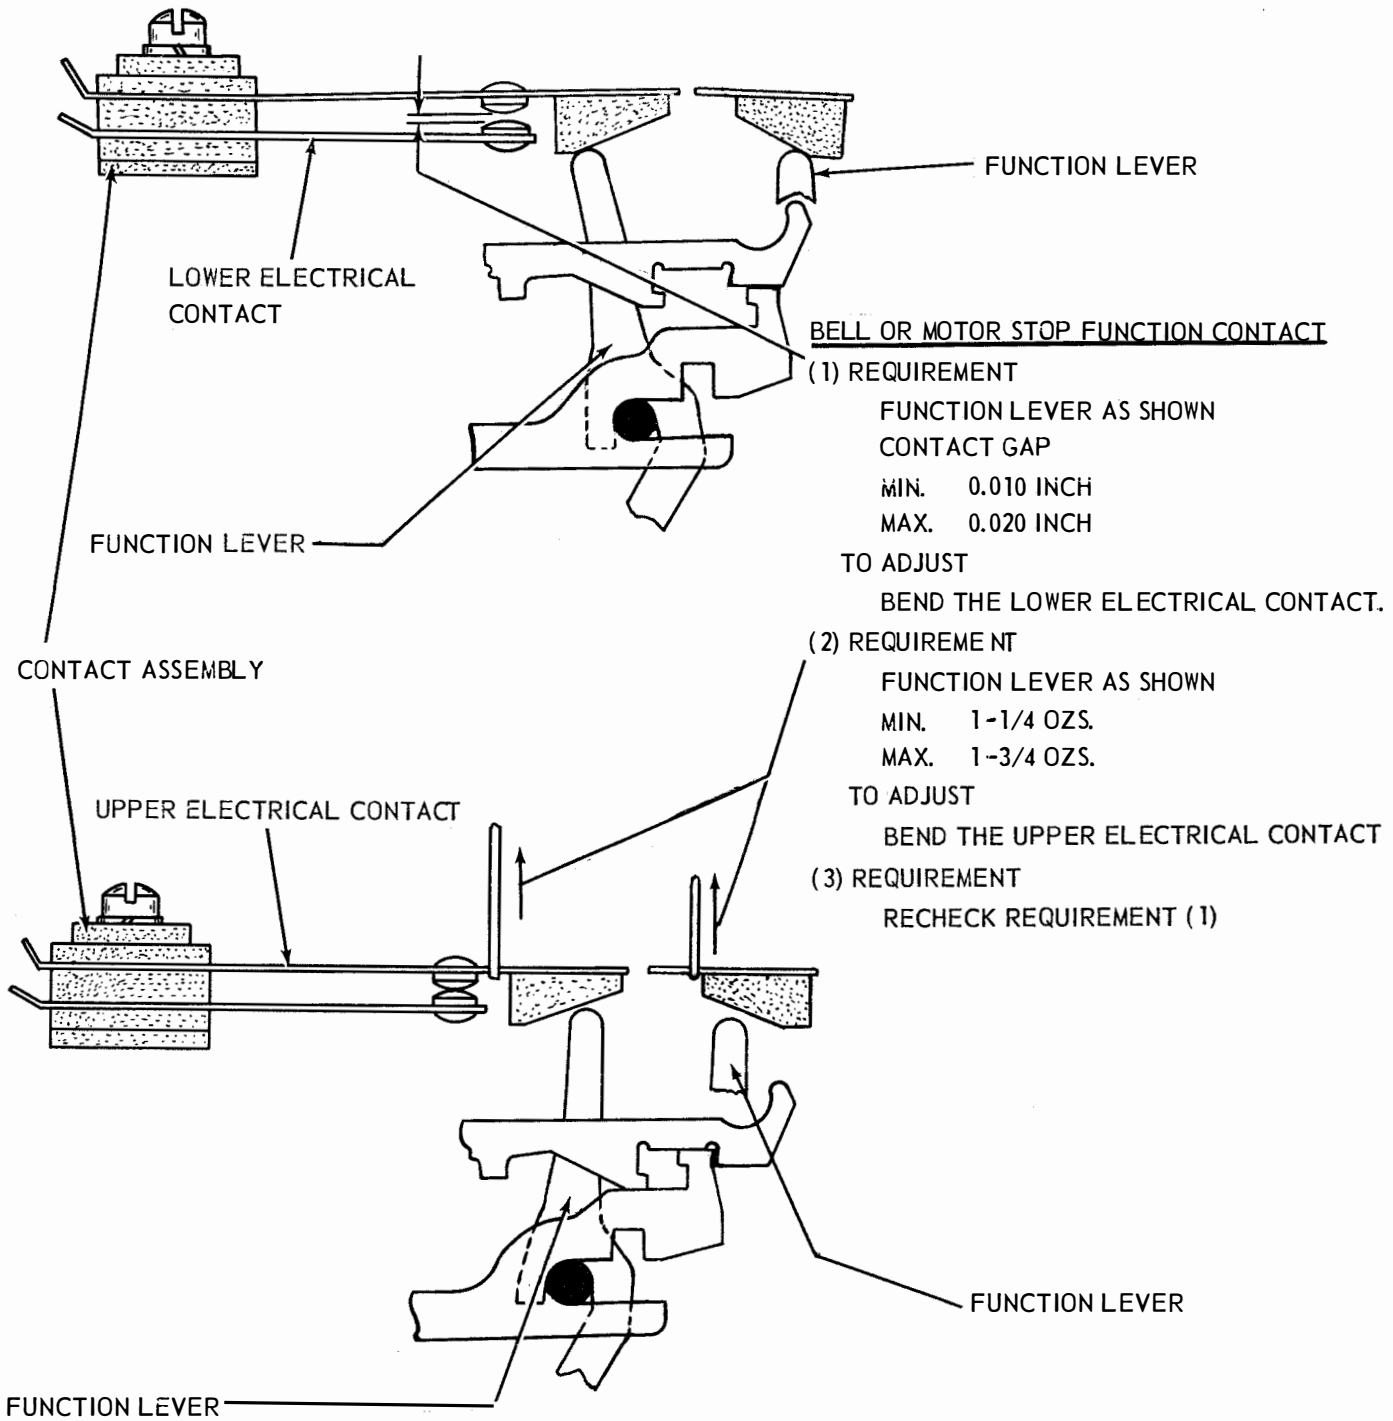 FUNCTION LEVER
LOWER ELECTRICAL
CONTACT
BELL OR MOTOR STOP FUNCTION CONTACT
(1) REQUIREMENT
FUNCTION LEVER AS SHOWN
CONTACT GAP
MIN. 0.010 INCH
MAX. 0.020 INCH
TO ADJUST
BEND THE LOWER ELECTRICAL CONTACT.
FUNCTION LEVER
CONTACT ASSEMBLY
(2) REQUIREMENT
FUNCTION LEVER AS SHOWN
MIN. 1-1/4 OZS.
MAX. 1-3/4 OZS.
TO ADJUST
BEND THE UPPER ELECTRICAL CONTACT
(3) REQUIREMENT
RECHECK REQUIREMENT (1)
UPPER ELECTRICAL CONTACT
FUNCTION LEVER
FUNCTION LEVER